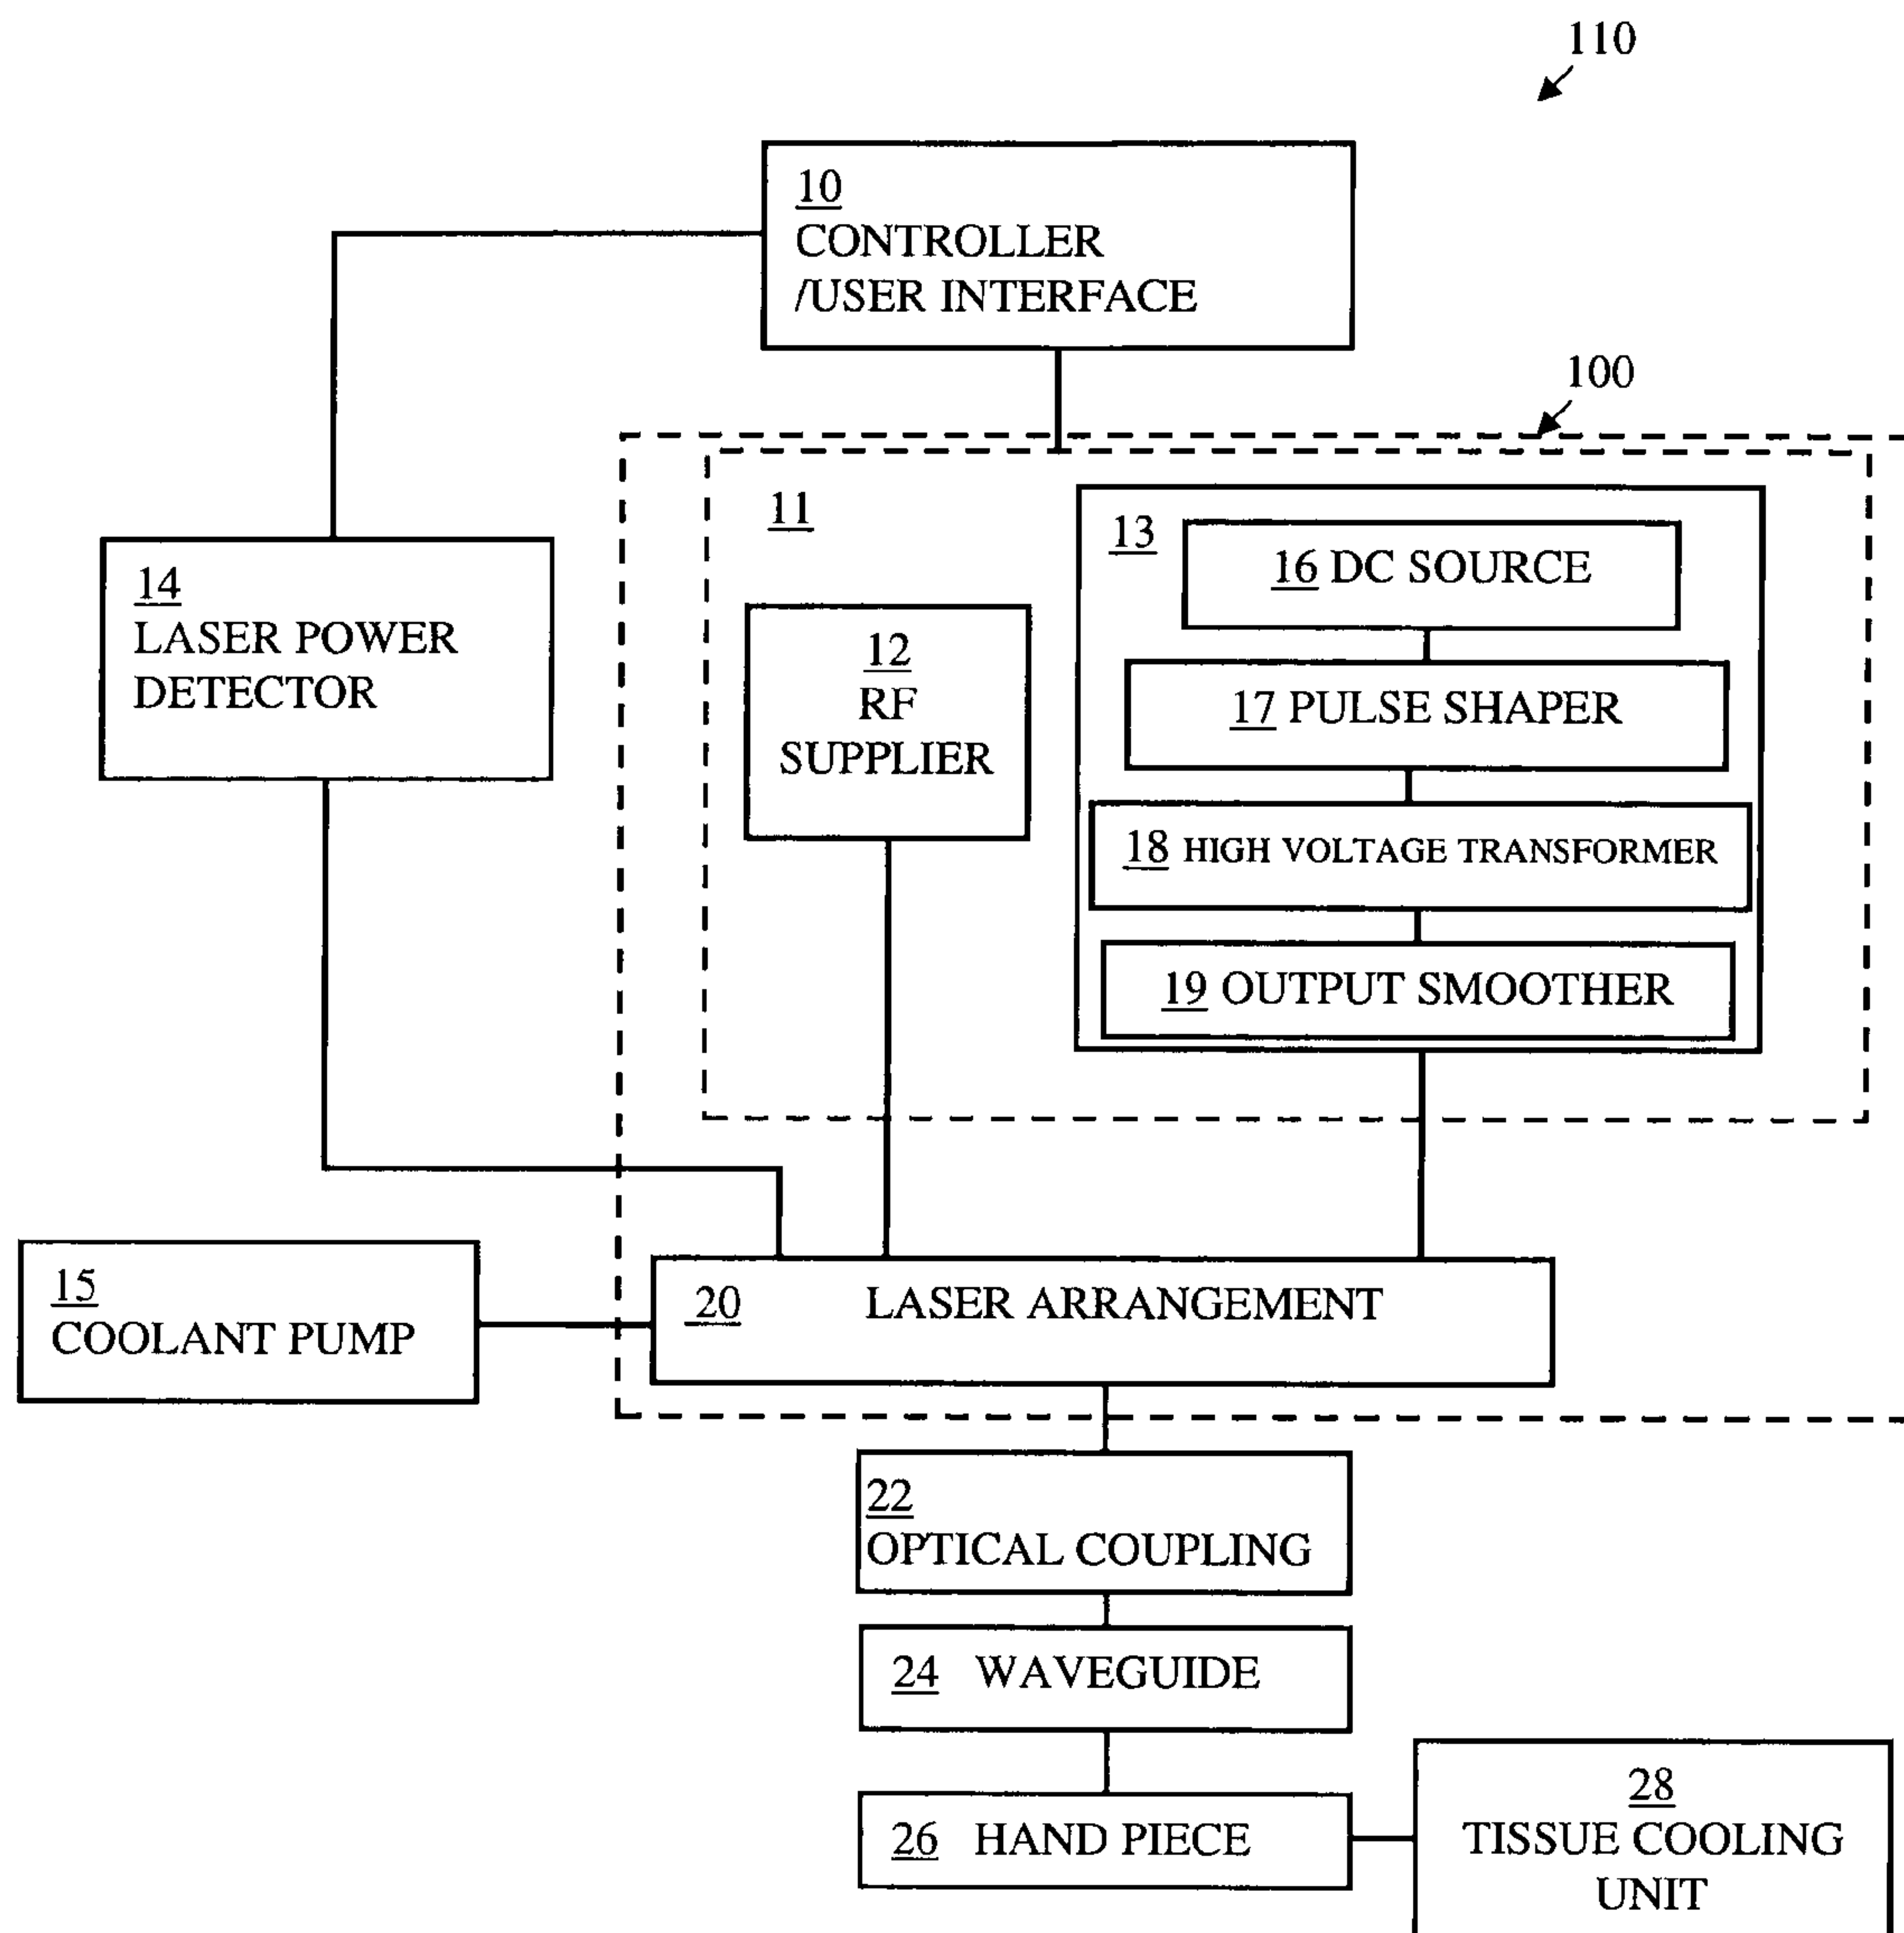 110
10
CONTROLLER
/USER INTERFACE
100
11
13
16 DC SOURCE
17 PULSE SHAPER
18 HIGH VOLTAGE TRANSFORMER
19 OUTPUT SMOOTHER
14
LASER POWER
DETECTOR
12
RF
SUPPLIER
15
COOLANT PUMP
20 LASER ARRANGEMENT
22
OPTICAL COUPLING
24 WAVEGUIDE
26 HAND PIECE
28
TISSUE COOLING
UNIT